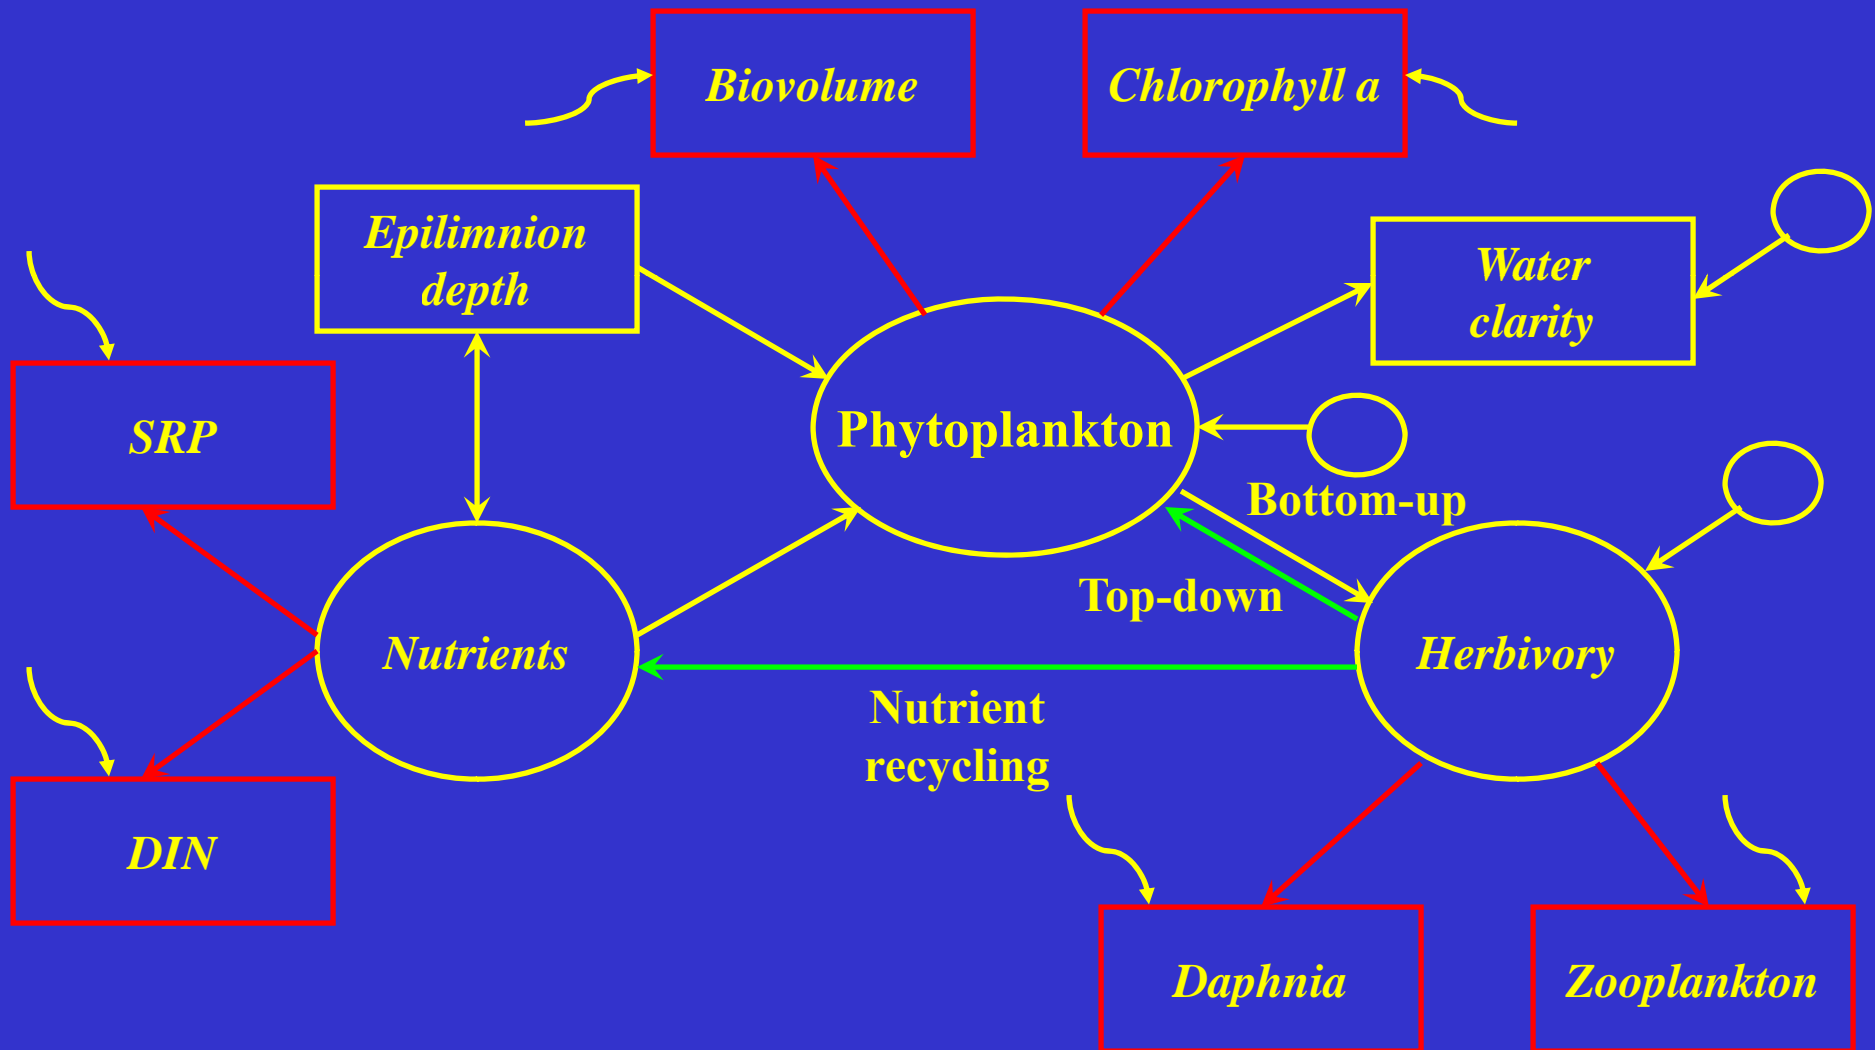 Biovolume
Chlorophyll a
Epilimnion
depth
Water
clarity
SRP
Phytoplankton
Bottom-up
Top-down
Nutrients
Herbivory
Nutrient
recycling
DIN
Daphnia
Zooplankton